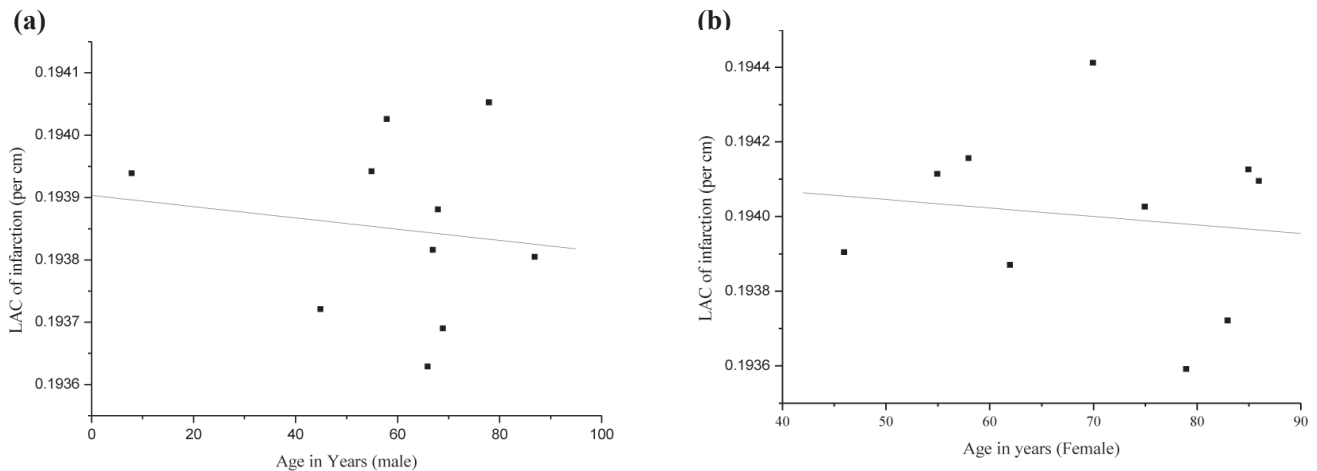 (a)
LAC of infarction (per cm)
0.1941
0.1940
0.1939
0.1938
0.1937
0.1936
0 20 40 60 80 100
Age in Years (male)
(b)
LAC of infarction (per cm)
0.1944
0.1942
0.1940
0.1938
0.1936
40 50 60 70 80 90
Age in years (Female)